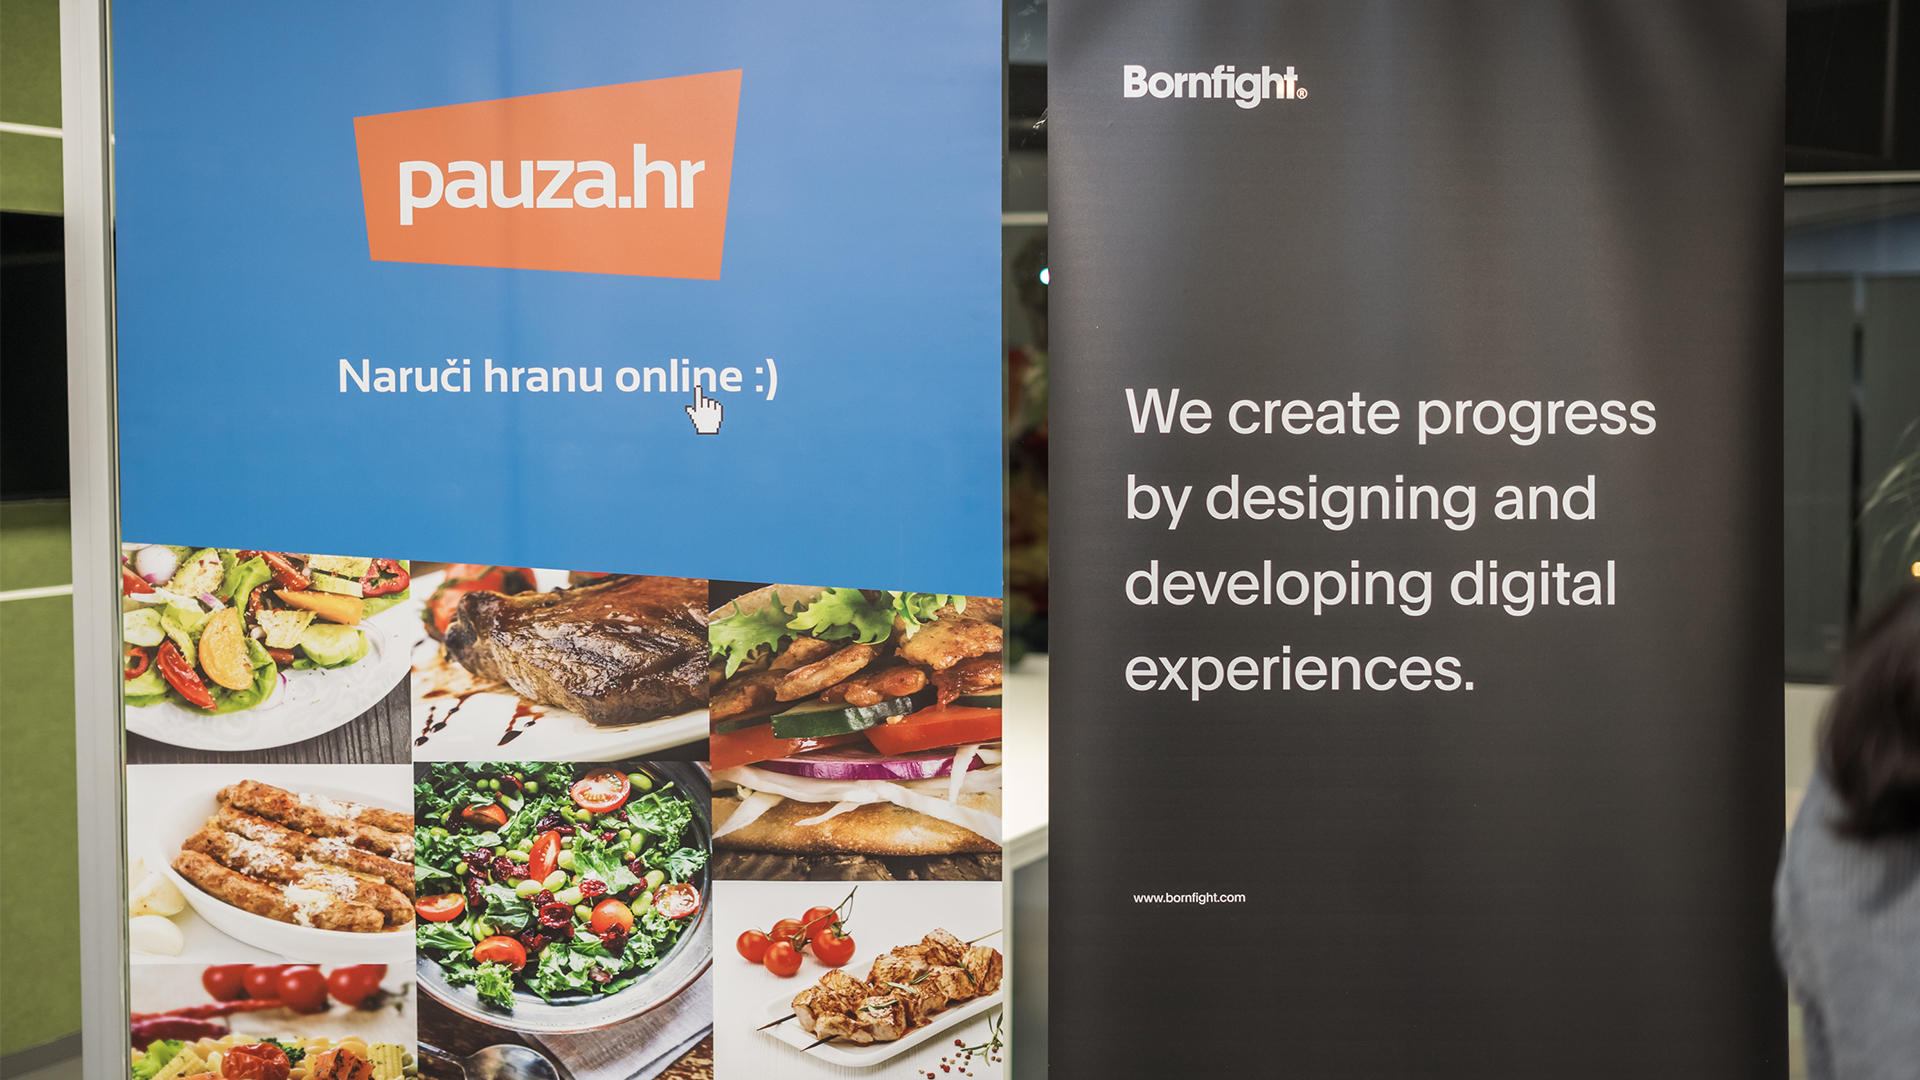 pauza.hr
Naruči hranu online :)
Bornfight®
We create progress
by designing and
developing digital
experiences.
www.bornfight.com